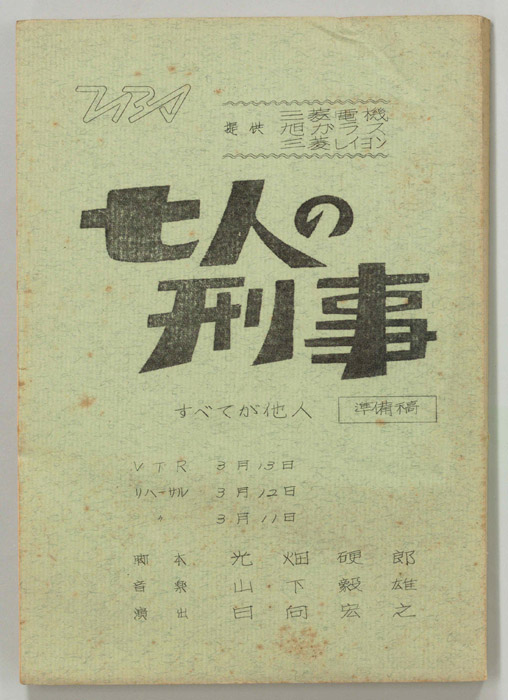 TBS
三菱電機
提供 旭ガラス
三菱レイヨン
七人の
刑事
すべてが他人 準備稿
VTR 3月13日
リハーサル 3月12日
〃 3月11日
脚本 光畑硬郎
音楽 山下毅雄
演出 日向宏之